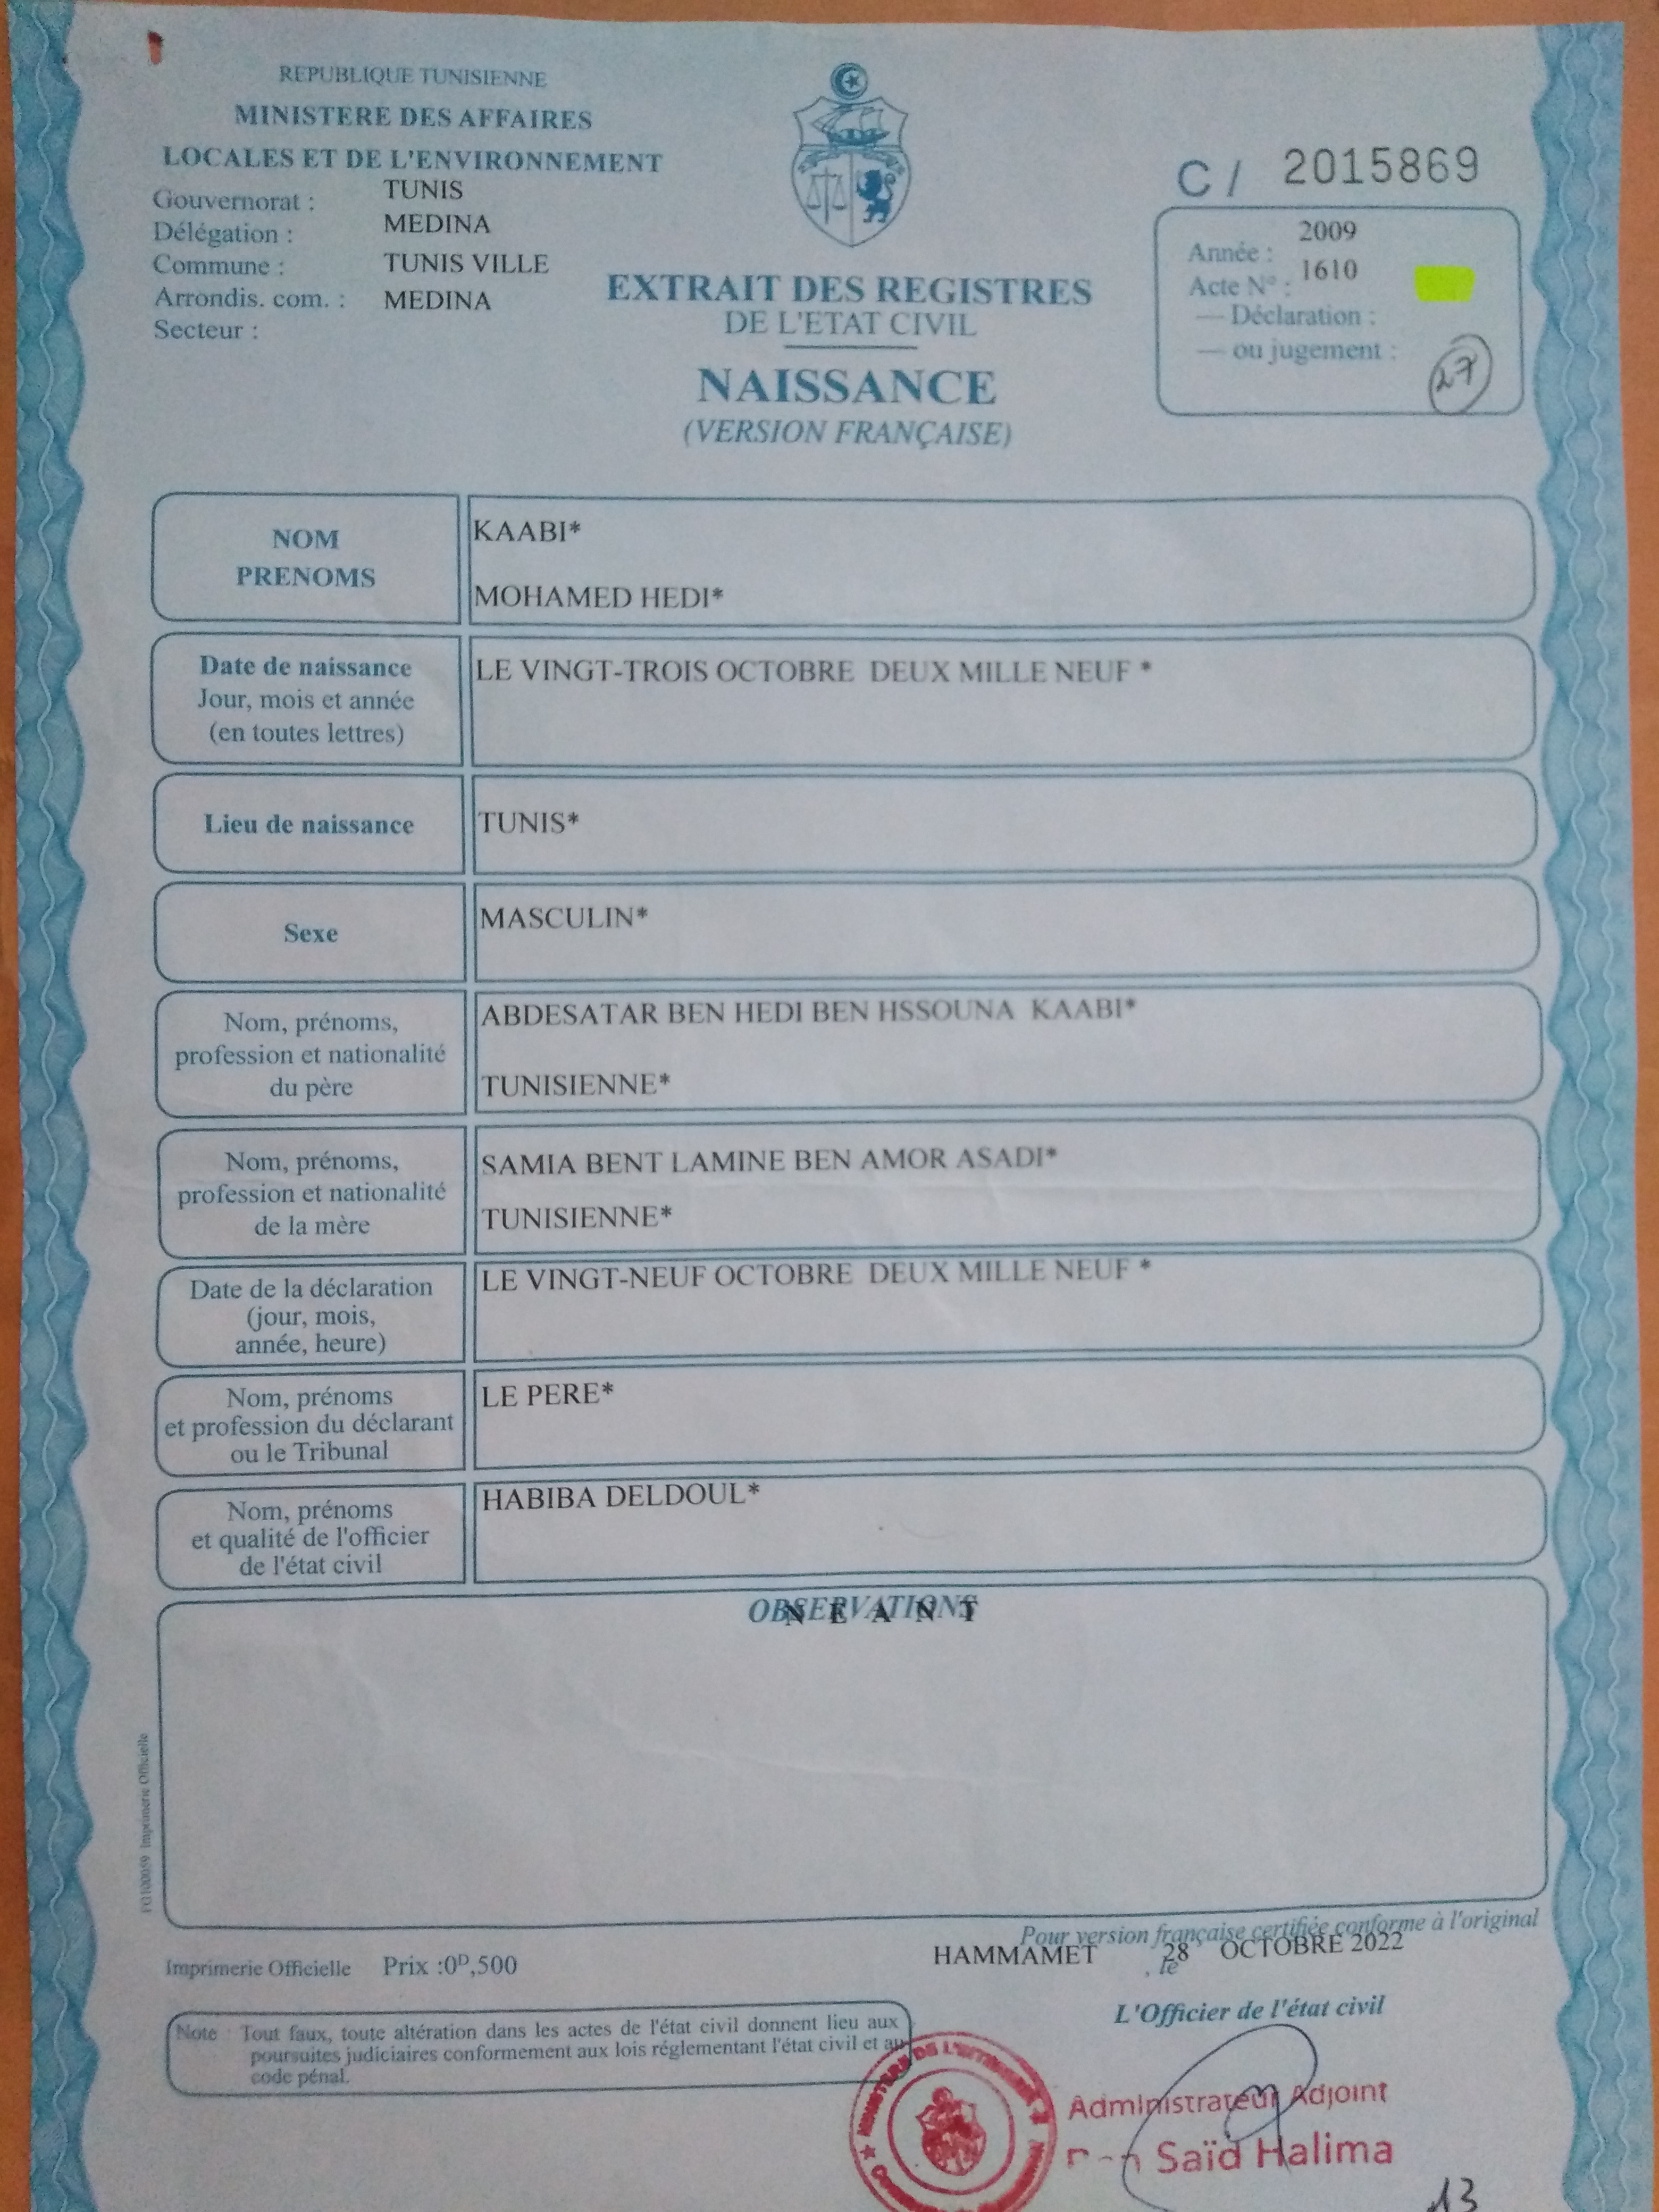 REPUBLIQUE TUNISIENNE
MINISTERE DES AFFAIRES
LOCALES ET DE L'ENVIRONNEMENT
Gouvernorat : TUNIS
Délégation : MEDINA
Commune : TUNIS VILLE
Arrondis. com. : MEDINA
Secteur :
EXTRAIT DES REGISTRES
DE L'ETAT CIVIL
NAISSANCE
(VERSION FRANÇAISE)
C / 2015869
Année : 2009
Acte N° : 1610
— Déclaration :
— ou jugement :
27
NOM
PRENOMS
KAABI*
MOHAMED HEDI*
Date de naissance
Jour, mois et année
(en toutes lettres)
LE VINGT-TROIS OCTOBRE DEUX MILLE NEUF *
Lieu de naissance
TUNIS*
Sexe
MASCULIN*
Nom, prénoms,
profession et nationalité
du père
ABDESATAR BEN HEDI BEN HSSOUNA KAABI*
TUNISIENNE*
Nom, prénoms,
profession et nationalité
de la mère
SAMIA BENT LAMINE BEN AMOR ASADI*
TUNISIENNE*
Date de la déclaration
(jour, mois,
année, heure)
LE VINGT-NEUF OCTOBRE DEUX MILLE NEUF *
Nom, prénoms
et profession du déclarant
ou le Tribunal
LE PERE*
Nom, prénoms
et qualité de l'officier
de l'état civil
HABIBA DELDOUL*
OBSERVATIONS
N E A N T
Imprimerie Officielle
Pour version française certifiée conforme à l'original
HAMMAMET , le 28 OCTOBRE 2022
Imprimerie Officielle Prix :0ᴰ,500
L'Officier de l'état civil
Note : Tout faux, toute altération dans les actes de l'état civil donnent lieu aux
poursuites judiciaires conformement aux lois réglementant l'état civil et au
code pénal.
MINISTERE DE L'INTERIEUR
Administrateur Adjoint
Saïd Halima
13